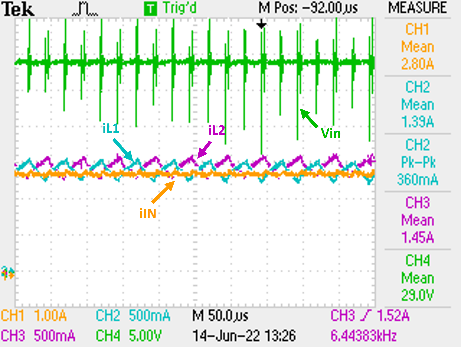 Tek T Trig'd M Pos: -92.00µs MEASURE
CH1
Mean
2.80A
CH2
Mean
1.39A
CH2
Pk-Pk
360mA
CH3
Mean
1.45A
CH4
Mean
29.0V
iL1 iL2 Vin
iIN
CH1 1.00A CH2 500mA M 50.0µs CH3 1.52A
CH3 500mA CH4 5.00V 14-Jun-22 13:26 6.44383kHz